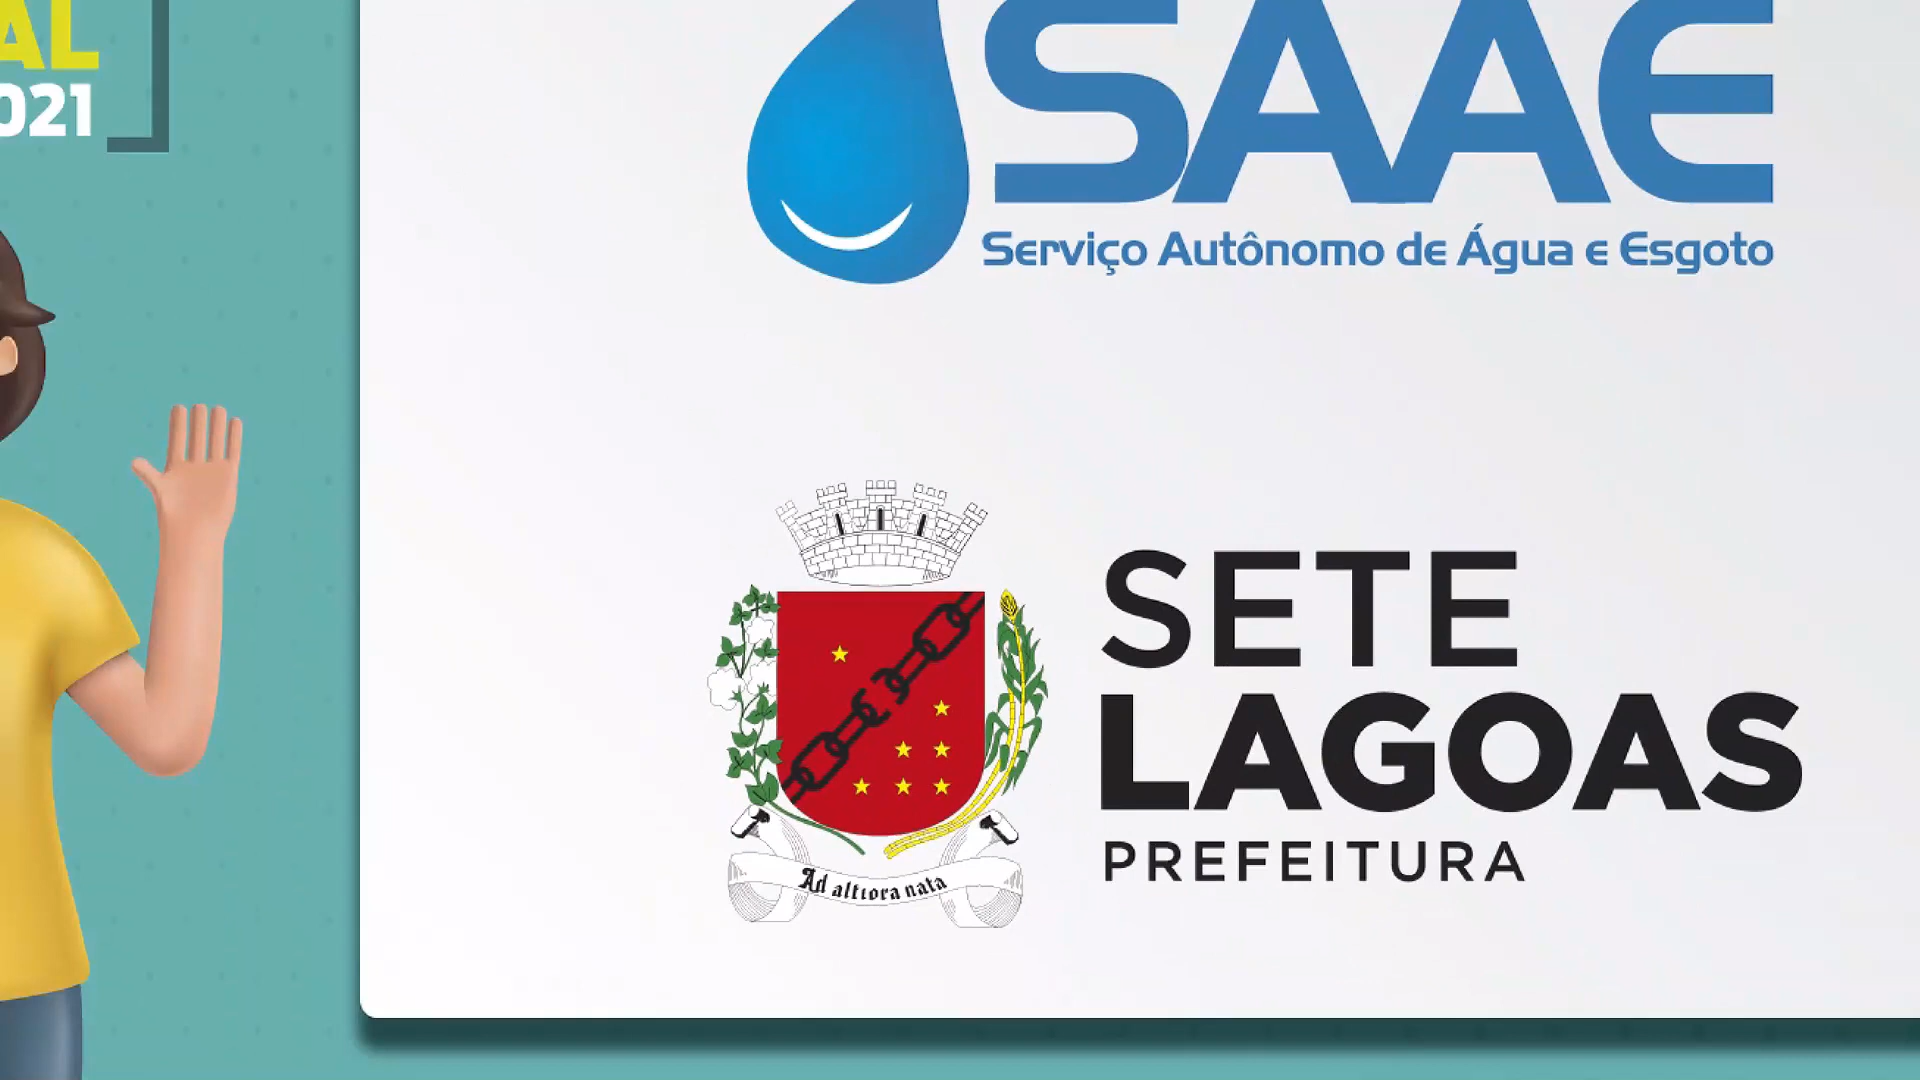 AL
021
SAAE
Serviço Autônomo de Água e Esgoto
SETE
LAGOAS
PREFEITURA
Ad altiora nata